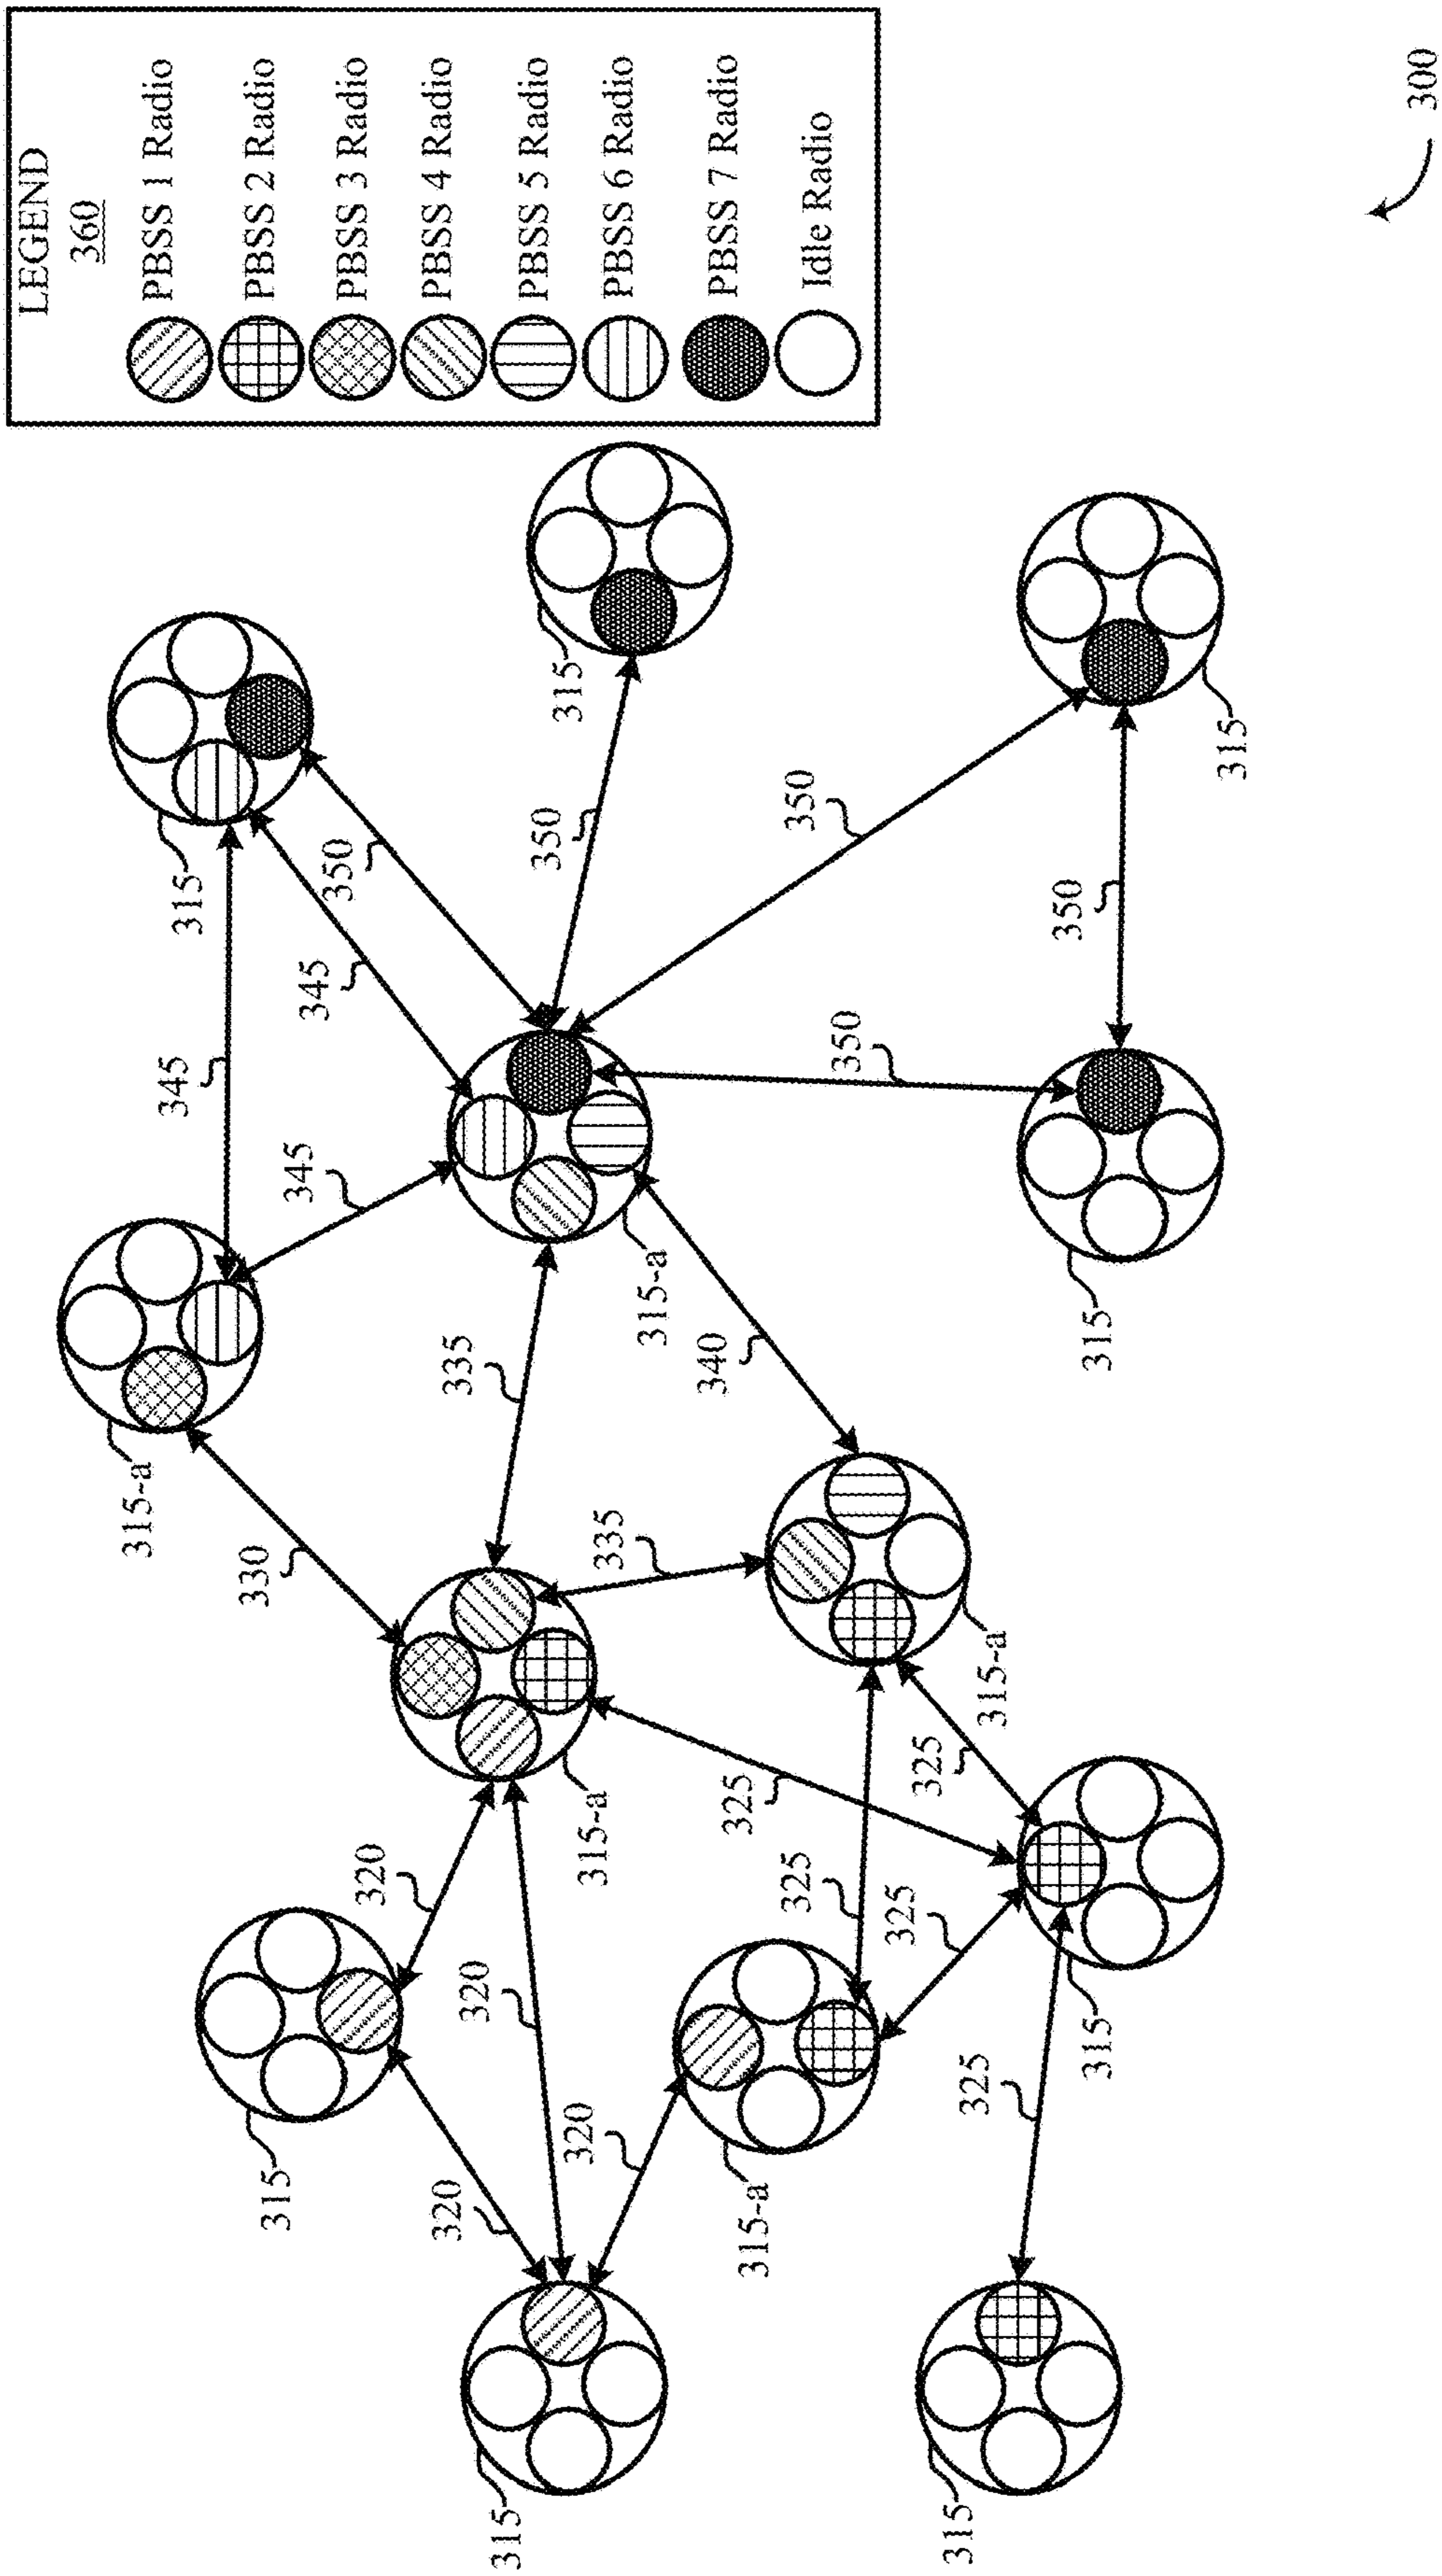 LEGEND
360
PBSS 1 Radio
PBSS 2 Radio
PBSS 3 Radio
PBSS 4 Radio
PBSS 5 Radio
PBSS 6 Radio
PBSS 7 Radio
Idle Radio
315-a
345
315
330
315
345
345
350
320
320
335
320
315
350
315
320
315-a
335
315-a
340
325
315-a
325
350
350
325
325
315
325
315-a
350
315
315
315
300